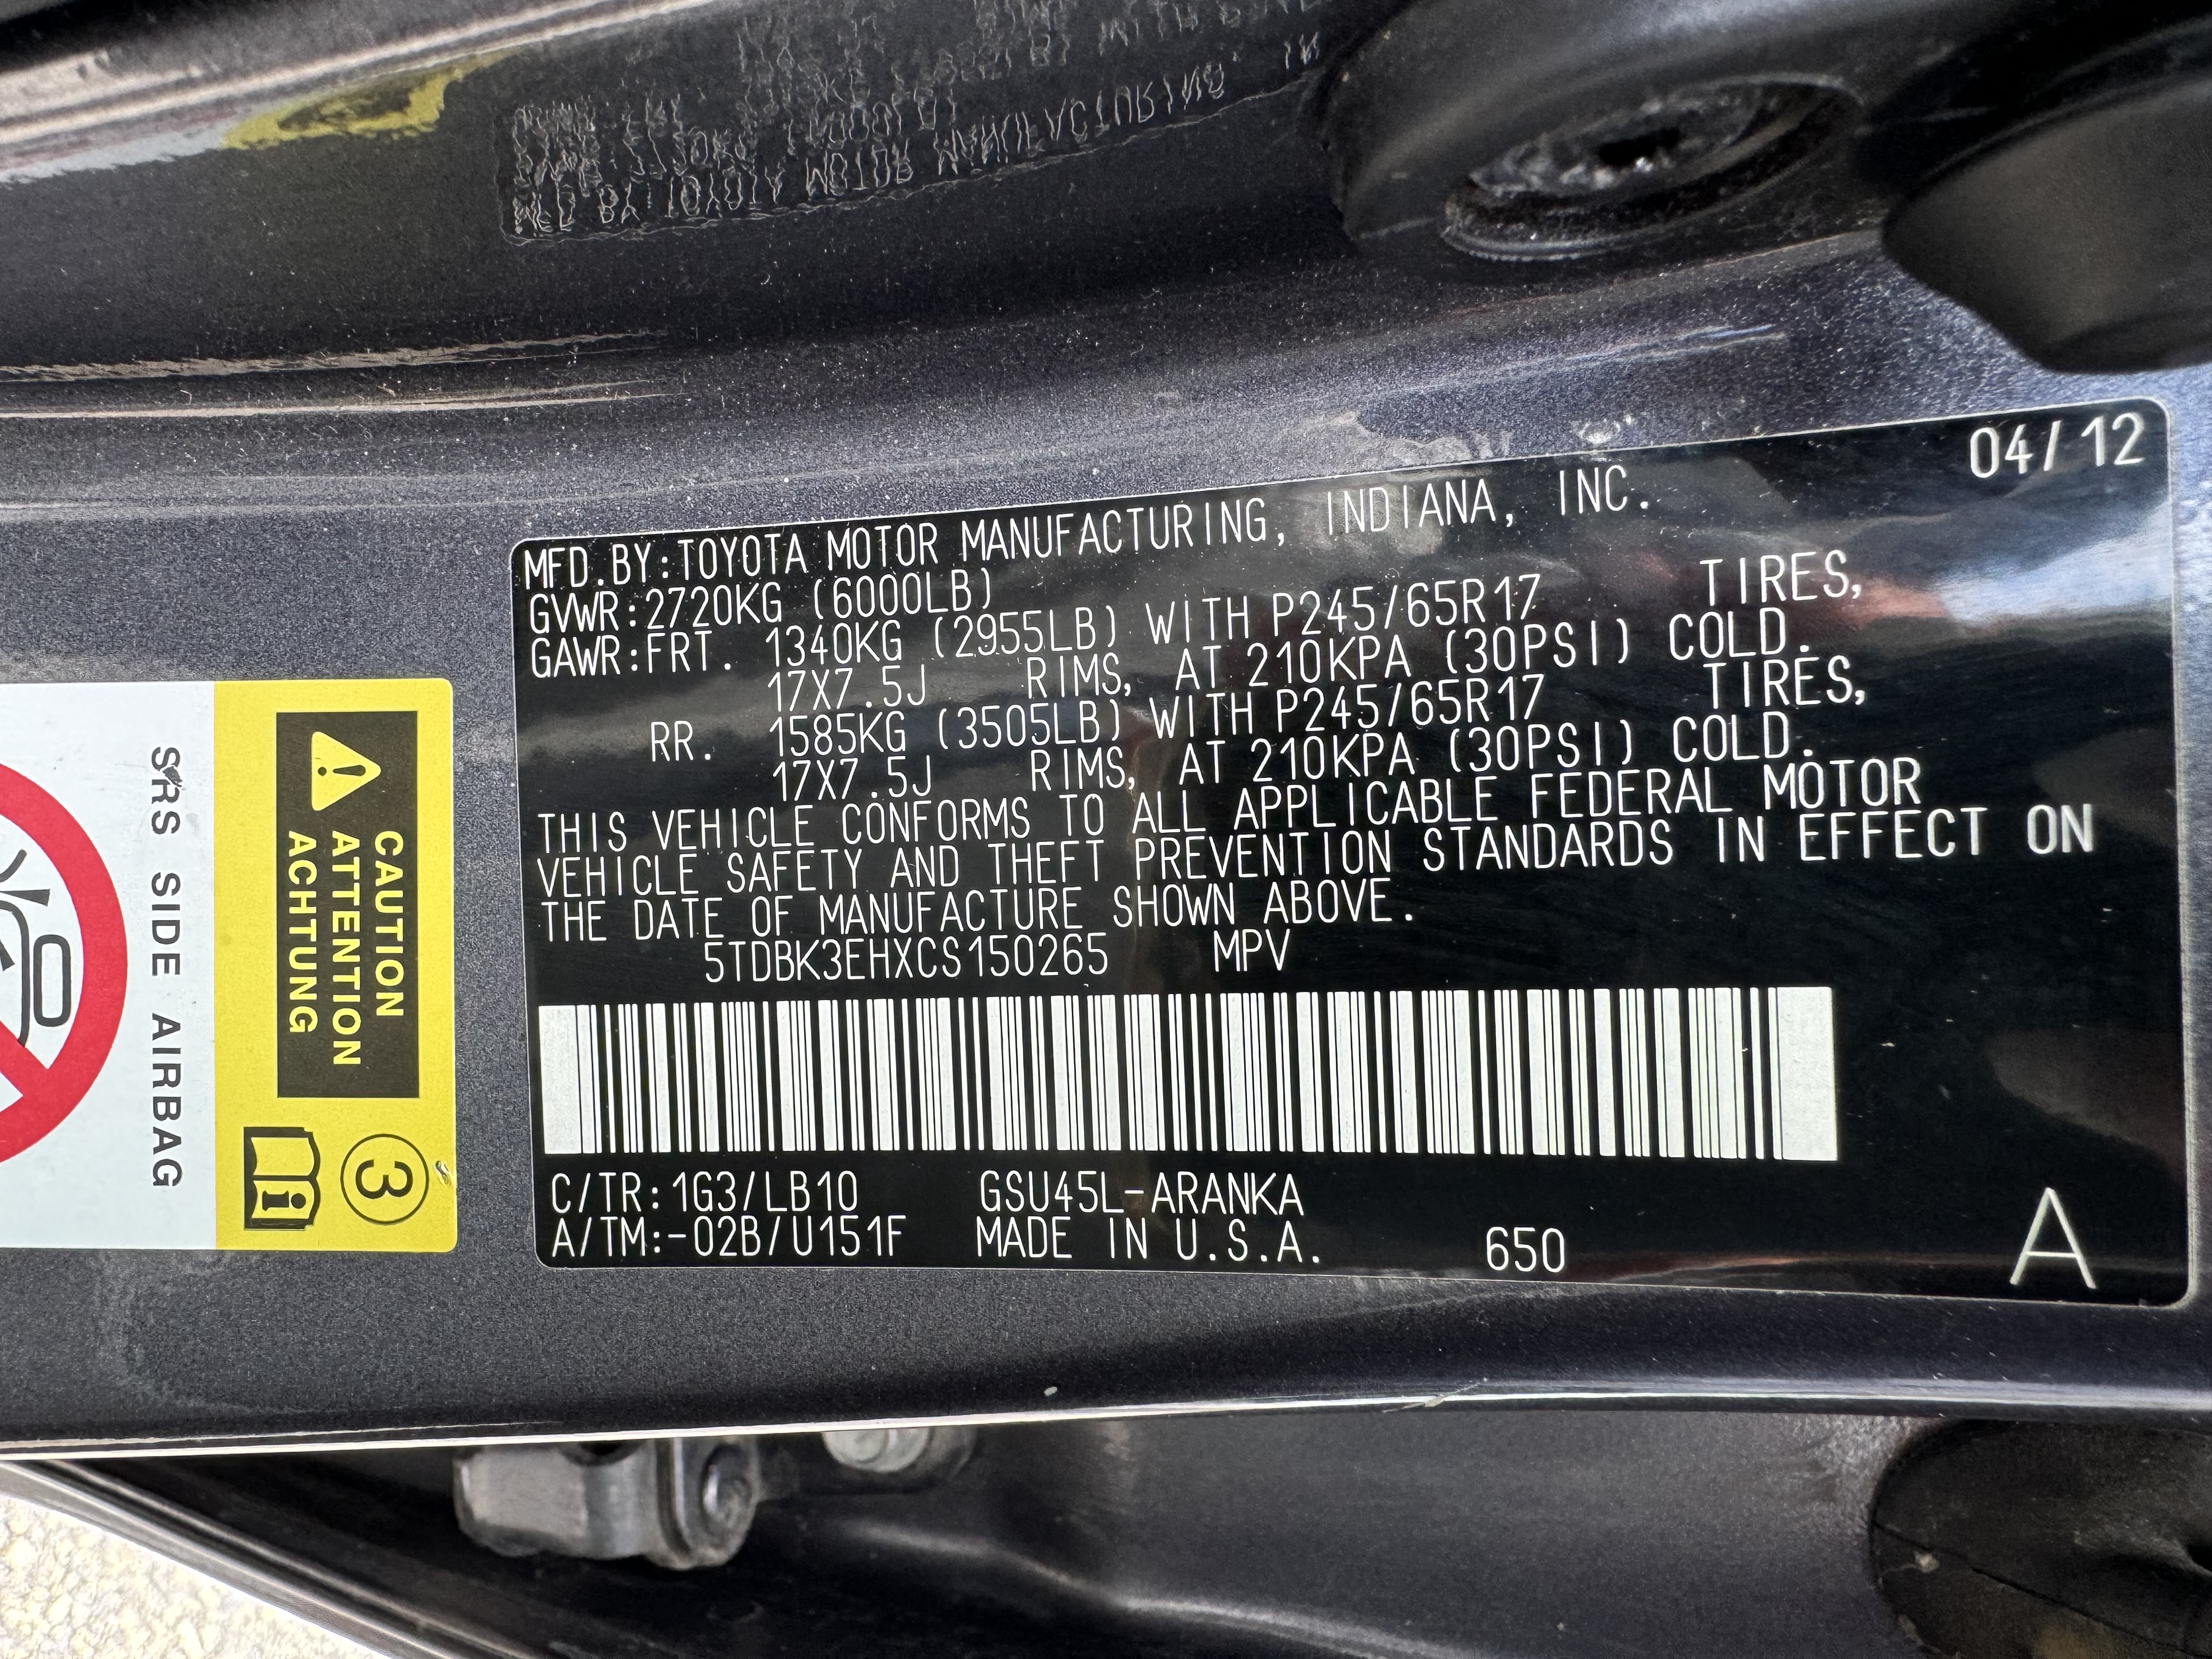 04/12
MFD.BY:TOYOTA MOTOR MANUFACTURING, INDIANA, INC.
GVWR:2720KG (6000LB)
GAWR:FRT. 1340KG (2955LB) WITH P245/65R17 TIRES,
17X7.5J RIMS, AT 210KPA (30PSI) COLD.
RR. 1585KG (3505LB) WITH P245/65R17 TIRES,
17X7.5J RIMS, AT 210KPA (30PSI) COLD.
THIS VEHICLE CONFORMS TO ALL APPLICABLE FEDERAL MOTOR
VEHICLE SAFETY AND THEFT PREVENTION STANDARDS IN EFFECT ON
THE DATE OF MANUFACTURE SHOWN ABOVE.
5TDBK3EHXCS150265 MPV
C/TR:1G3/LB10 GSU45L-ARANKA
A/TM:-02B/U151F MADE IN U.S.A. 650 A
CAUTION
ATTENTION
ACHTUNG
3
i
SRS SIDE AIRBAG